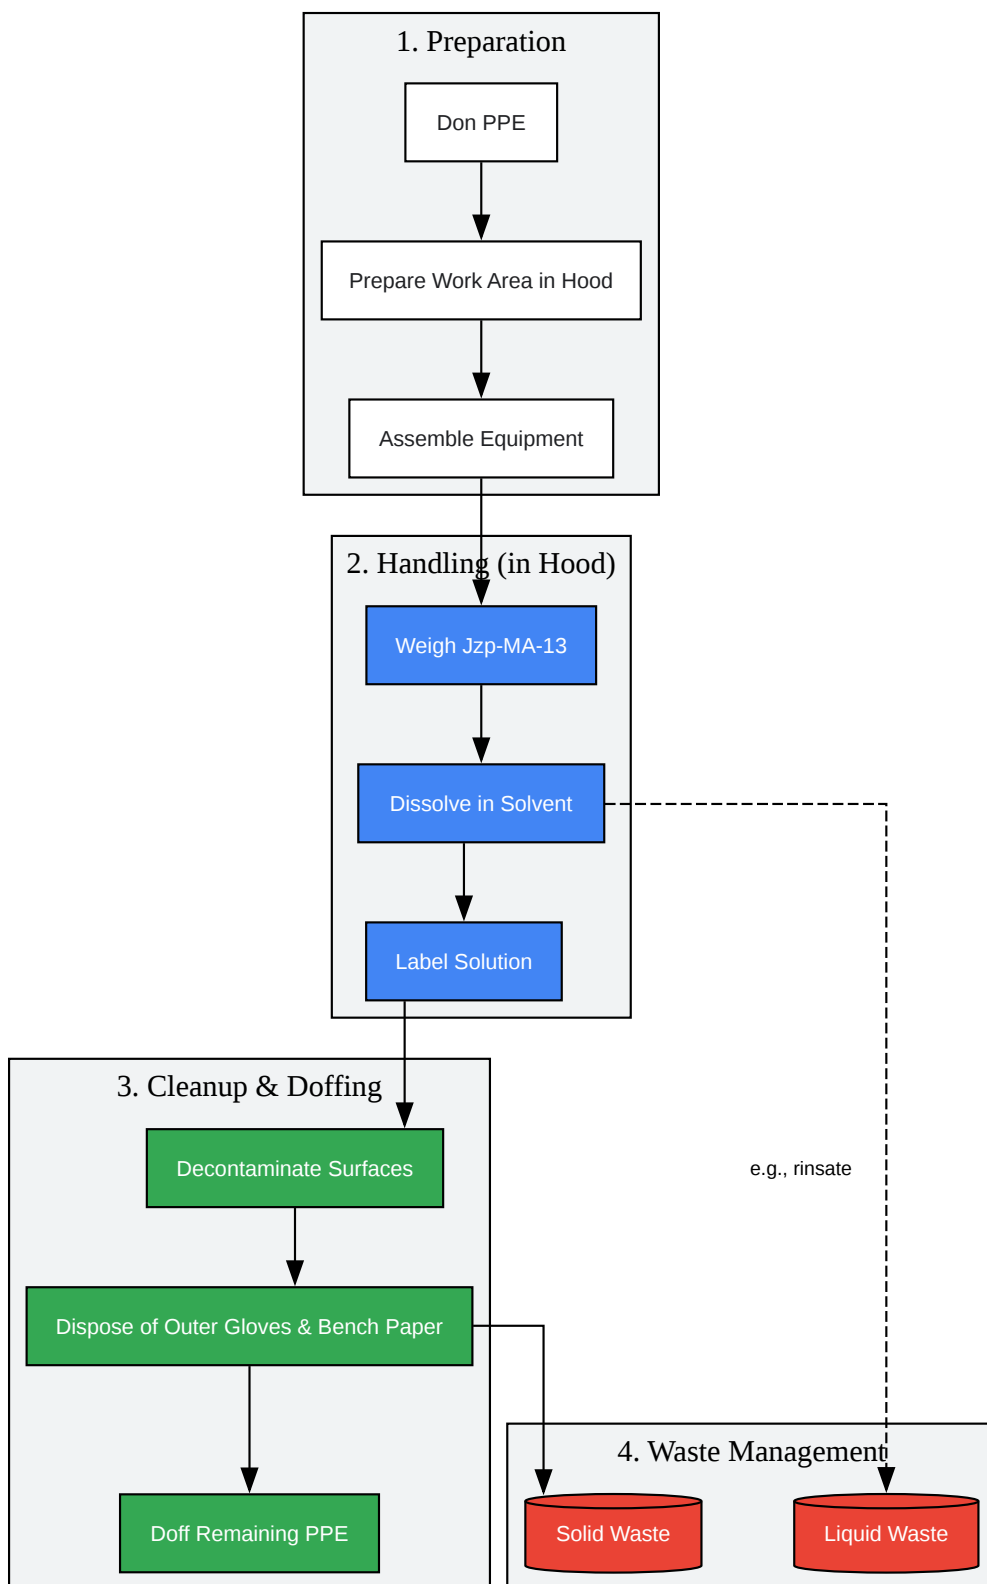 1. Preparation
Don PPE
Prepare Work Area in Hood
Assemble Equipment
2. Handling (in Hood)
Weigh Jzp-MA-13
Dissolve in Solvent
Label Solution
3. Cleanup & Doffing
Decontaminate Surfaces
e.g., rinsate
Dispose of Outer Gloves & Bench Paper
Doff Remaining PPE
4. Waste Management
Solid Waste
Liquid Waste